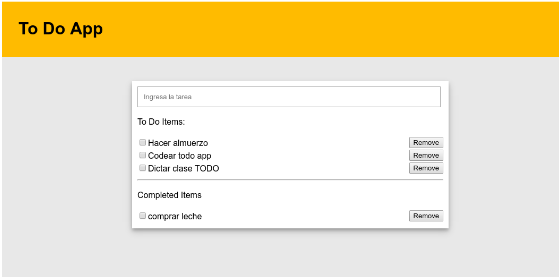 To Do App
Ingresa la tarea
To Do Items:
Hacer almuerzo Remove
Codear todo app Remove
Dictar clase TODO Remove
Completed Items
comprar leche Remove